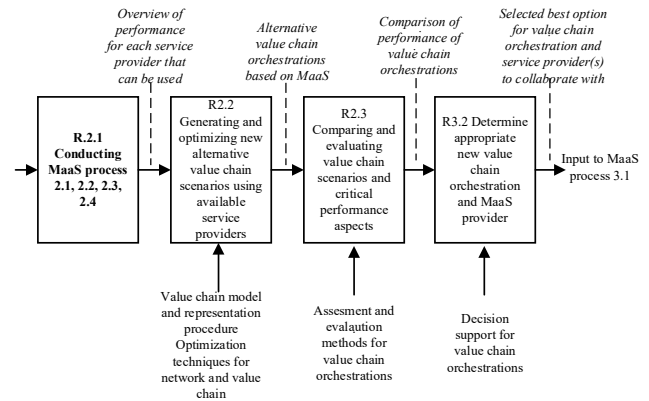 Overview of
performance
for each service
provider that
can be used
Alternative
value chain
orchestrations
based on MaaS
Comparison of
performance of
value chain
orchestrations
Selected best option
for value chain
orchestration and
service provider(s)
to collaborate with
R.2.1
Conducting
MaaS process
2.1, 2.2, 2.3,
2.4
R2.2
Generating and
optimizing new
alternative
value chain
scenarios using
available
service
providers
R2.3
Comparing and
evaluating
value chain
scenarios and
critical
performance
aspects
R3.2 Determine
appropriate
new value
chain
orchestration
and MaaS
provider
Input to MaaS
process 3.1
Value chain model
and representation
procedure
Optimization
techniques for
network and value
chain
Assesment and
evalaution
methods for
value chain
orchestrations
Decision
support for
value chain
orchestrations